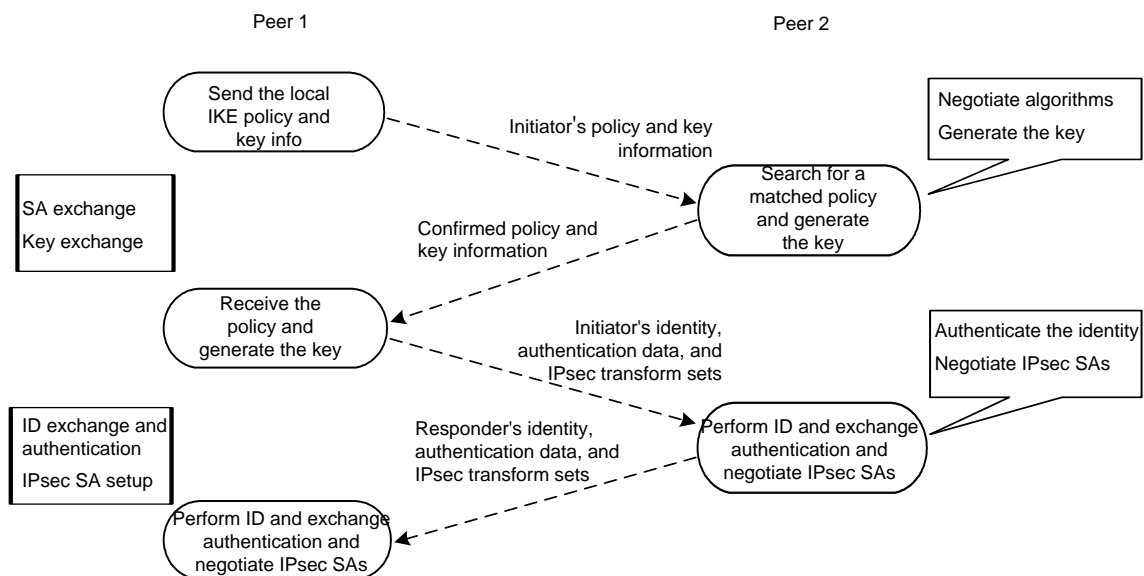 Peer 1
Peer 2
Send the local
IKE policy and
key info
Initiator's policy and key
information
Negotiate algorithms
Generate the key
Search for a
matched policy
and generate
the key
SA exchange
Key exchange
Confirmed policy and
key information
Receive the
policy and
generate the key
Initiator's identity,
authentication data, and
IPsec transform sets
Authenticate the identity
Negotiate IPsec SAs
ID exchange and
authentication
IPsec SA setup
Responder's identity,
authentication data, and
IPsec transform sets
Perform ID and exchange
authentication and
negotiate IPsec SAs
Perform ID and exchange
authentication and
negotiate IPsec SAs